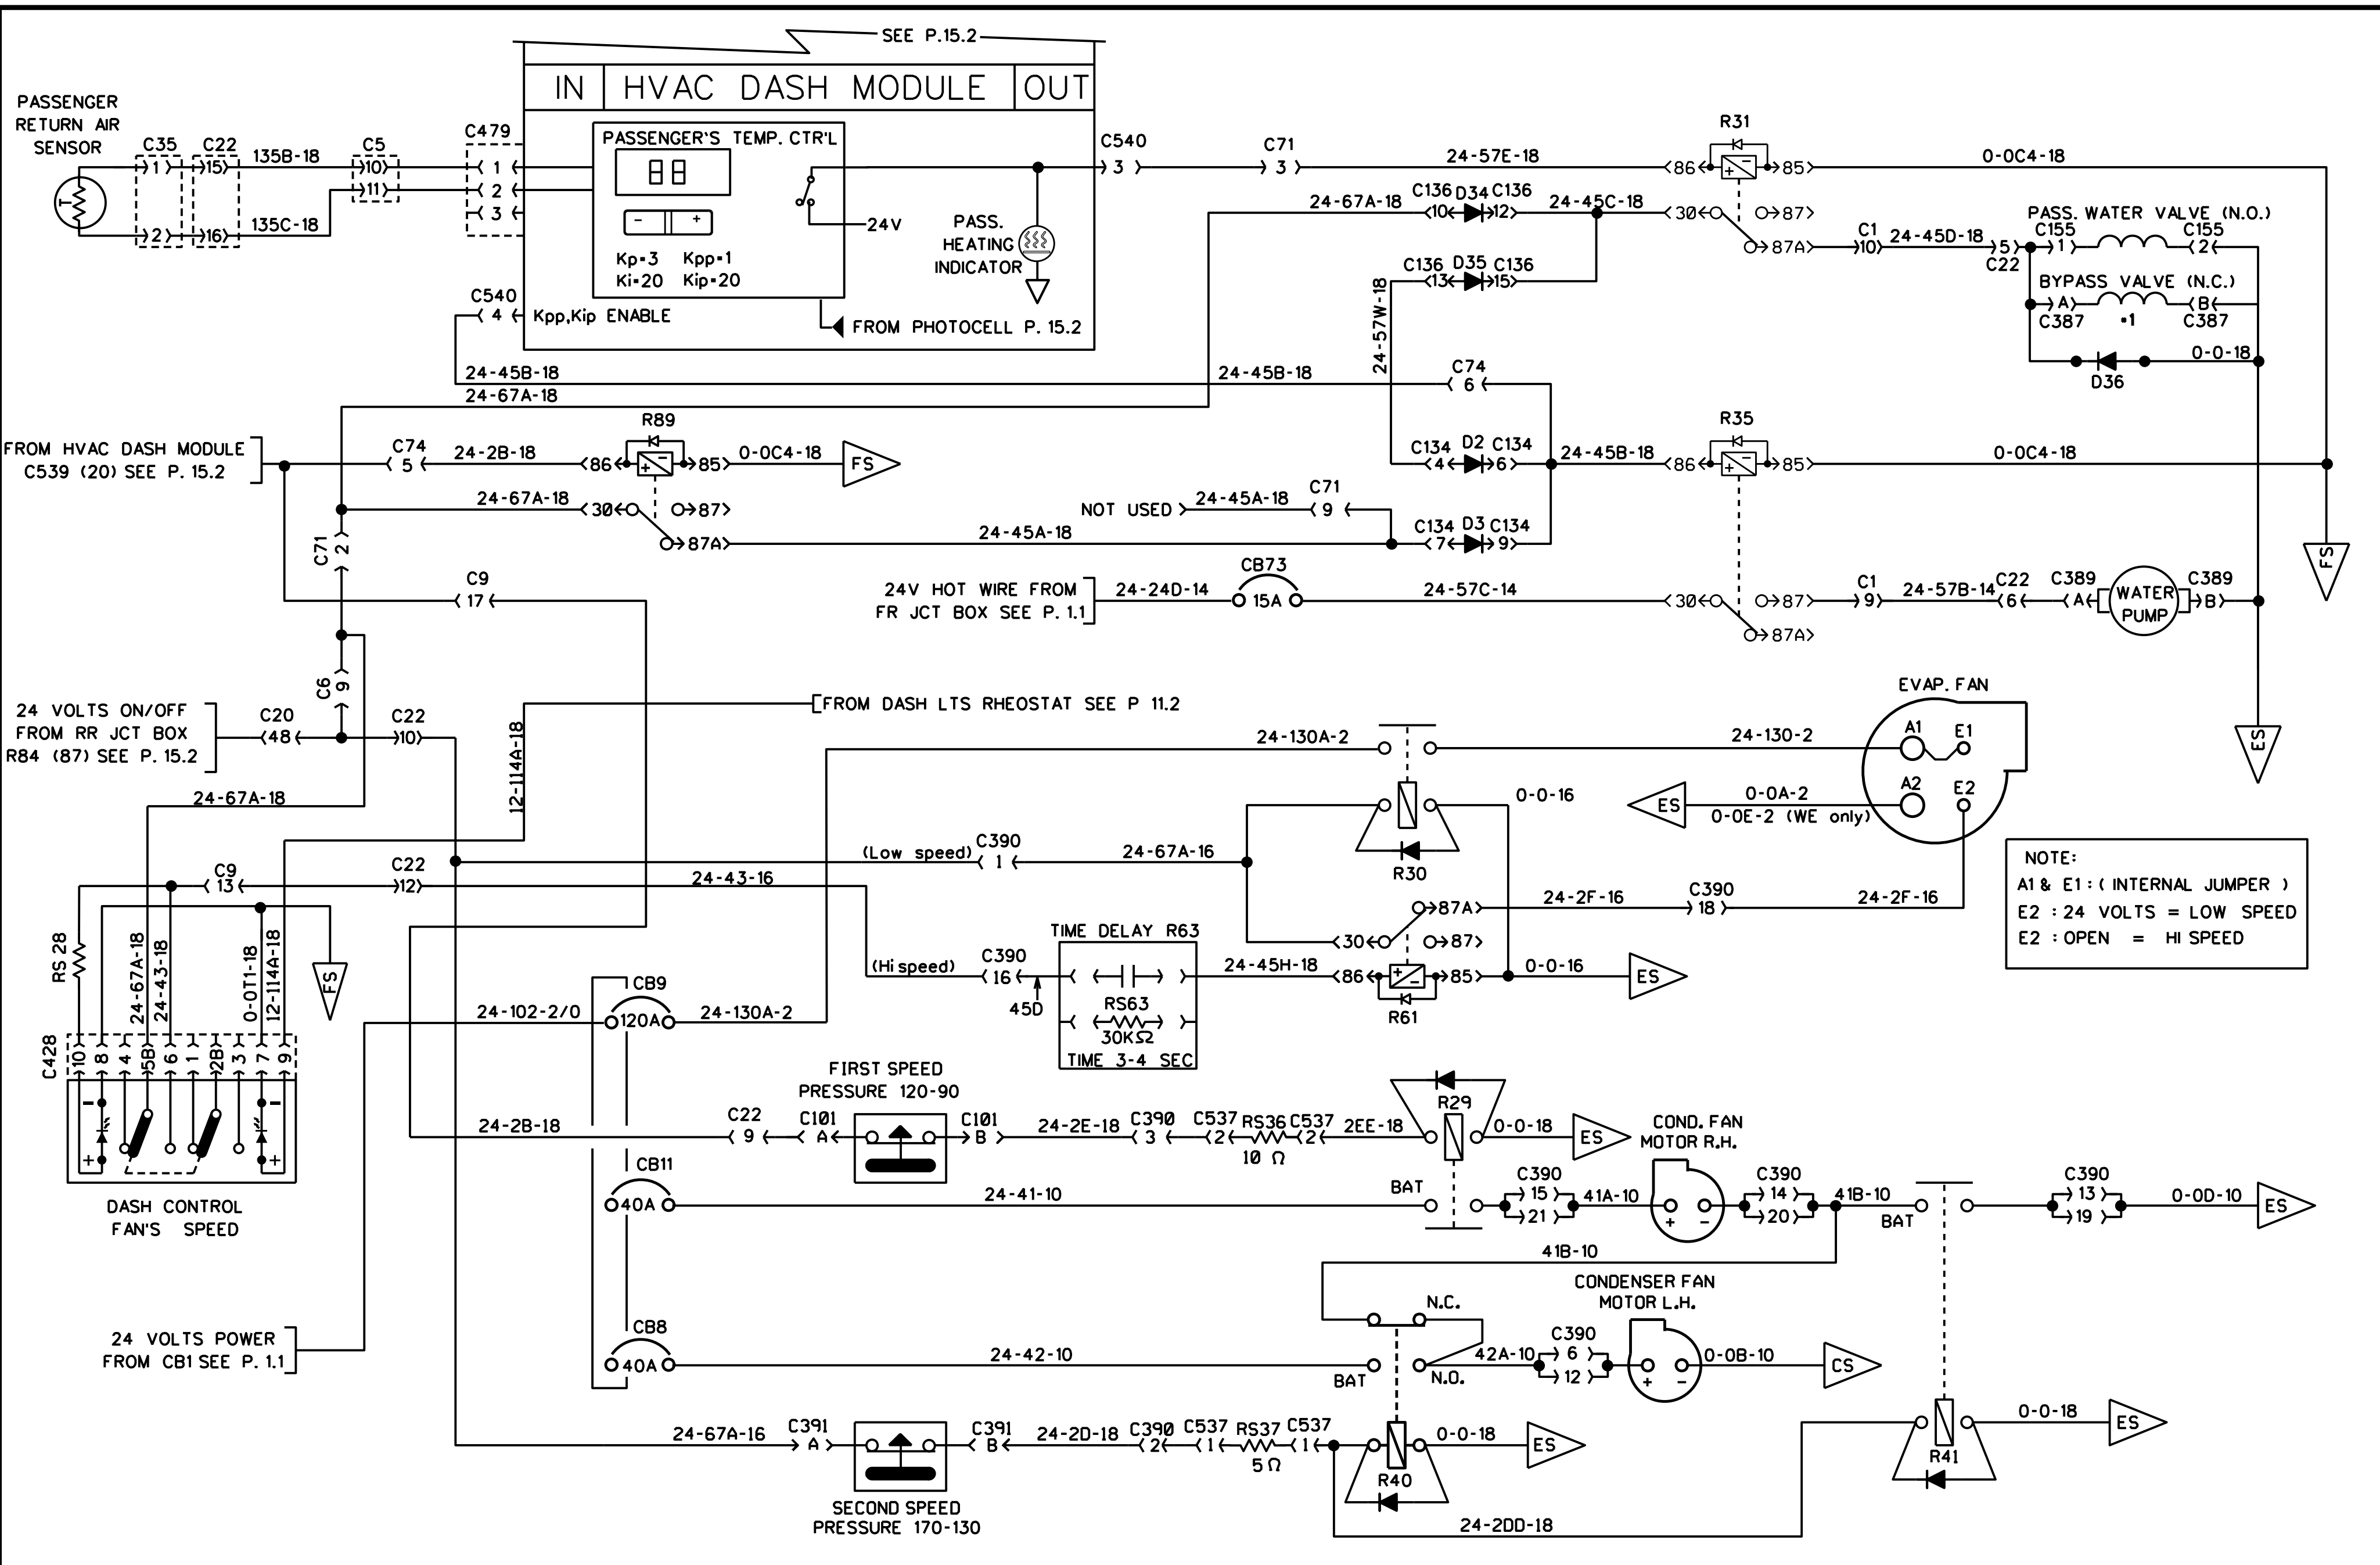 SEE P.15.2
IN HVAC DASH MODULE OUT
PASSENGER
RETURN AIR
SENSOR
T
C35
1
2
C22
15
16
135B-18
135C-18
C5
10
11
C479
1
2
3
PASSENGER'S TEMP. CTR'L
88
- +
Kp=3 Kpp=1
Ki=20 Kip=20
24V
PASS.
HEATING
INDICATOR
C540
4
Kpp,Kip ENABLE
FROM PHOTOCELL P. 15.2
C540
3
C71
3
24-57E-18
R31
86
+ -
85
0-0C4-18
24-67A-18
C136 D34 C136
10 12
24-45C-18
30
87
87A
C136 D35 C136
13 15
24-57W-18
C1
10
24-45D-18
5
C22
PASS. WATER VALVE (N.O.)
C155 C155
1 2
BYPASS VALVE (N.C.)
A B
C387 *1 C387
D36
0-0-18
24-45B-18
24-67A-18
24-45B-18
C74
6
FROM HVAC DASH MODULE
C539 (20) SEE P. 15.2
C74
5
24-2B-18
R89
86
+ -
85
0-0C4-18
FS
24-67A-18
30
87
87A
24-45A-18
NOT USED
24-45A-18
C71
9
C134 D2 C134
4 6
24-45B-18
C134 D3 C134
7 9
R35
86
+ -
85
0-0C4-18
FS
C71
2
C9
17
24V HOT WIRE FROM
FR JCT BOX SEE P. 1.1
24-24D-14
CB73
15A
24-57C-14
30
87
87A
C1
9
24-57B-14
C22
6
C389 C389
A B
WATER
PUMP
ES
C6
9
24 VOLTS ON/OFF
FROM RR JCT BOX
R84 (87) SEE P. 15.2
C20
48
C22
10
24-67A-18
12-114A-18
FROM DASH LTS RHEOSTAT SEE P 11.2
24-130A-2
24-130-2
EVAP. FAN
A1 E1
A2 E2
ES
0-0A-2
0-0E-2 (WE only)
0-0-16
R30
(Low speed)
C390
1
24-67A-16
C9
13
C22
12
24-43-16
24-2F-16
C390
18
24-2F-16
87A
30
87
NOTE:
A1 & E1 : ( INTERNAL JUMPER )
E2 : 24 VOLTS = LOW SPEED
E2 : OPEN = HI SPEED
(Hi speed)
C390
16
45D
TIME DELAY R63
RS63
30KΩ
TIME 3-4 SEC
24-45H-18
86
+ -
85
R61
0-0-16
ES
RS 28
24-67A-18
24-43-18
0-0T1-18
12-114A-18
FS
C428
10 8 4 5B 6 1 2B 3 7 9
- -
+ +
DASH CONTROL
FAN'S SPEED
24-102-2/0
CB9
120A
24-130A-2
FIRST SPEED
PRESSURE 120-90
24-2B-18
C22
9
C101
A
C101
B
24-2E-18
C390
3
C537 RS36 C537
2 2
10 Ω
2EE-18
R29
0-0-18
ES
COND. FAN
MOTOR R.H.
CB11
40A
24-41-10
BAT
C390
15
21
41A-10
+ -
C390
14
20
41B-10
BAT
C390
13
19
0-0D-10
ES
41B-10
CONDENSER FAN
MOTOR L.H.
N.C.
24 VOLTS POWER
FROM CB1 SEE P. 1.1
CB8
40A
24-42-10
BAT
N.O.
42A-10
C390
6
12
+ -
0-0B-10
CS
24-67A-16
C391
A
C391
B
24-2D-18
C390
2
C537 RS37 C537
1 1
5 Ω
R40
0-0-18
ES
R41
0-0-18
ES
SECOND SPEED
PRESSURE 170-130
24-2DD-18